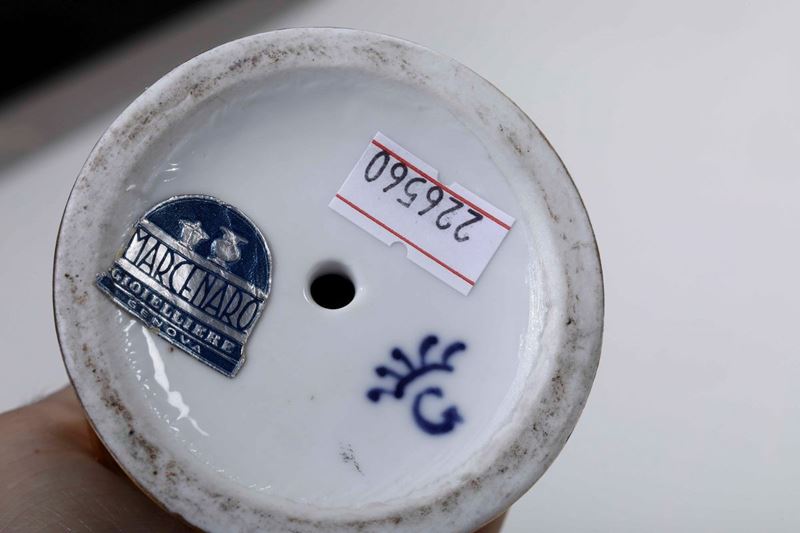 MARCENARO
GIOIELLIERE
GENOVA
226560
G